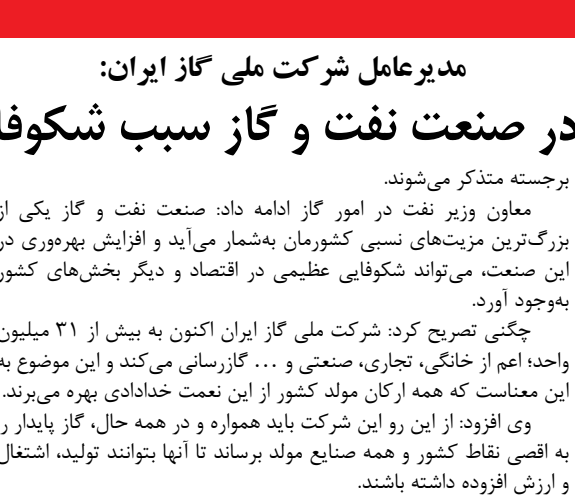 مدیرعامل شرکت ملی گاز ایران:
در صنعت نفت و گاز سبب شکوفا
برجسته متذکر می‌شوند.
معاون وزیر نفت در امور گاز ادامه داد: صنعت نفت و گاز یکی از
بزرگ‌ترین مزیت‌های نسبی کشورمان به‌شمار می‌آید و افزایش بهره‌وری در
این صنعت، می‌تواند شکوفایی عظیمی در اقتصاد و دیگر بخش‌های کشور
به‌وجود آورد.
چگنی تصریح کرد: شرکت ملی گاز ایران اکنون به بیش از ۳۱ میلیون
واحد؛ اعم از خانگی، تجاری، صنعتی و ... گازرسانی می‌کند و این موضوع به
این معناست که همه ارکان مولد کشور از این نعمت خدادادی بهره می‌برند.
وی افزود: از این رو این شرکت باید همواره و در همه حال، گاز پایدار ر
به اقصی نقاط کشور و همه صنایع مولد برساند تا آنها بتوانند تولید، اشتغال
و ارزش افزوده داشته باشند.